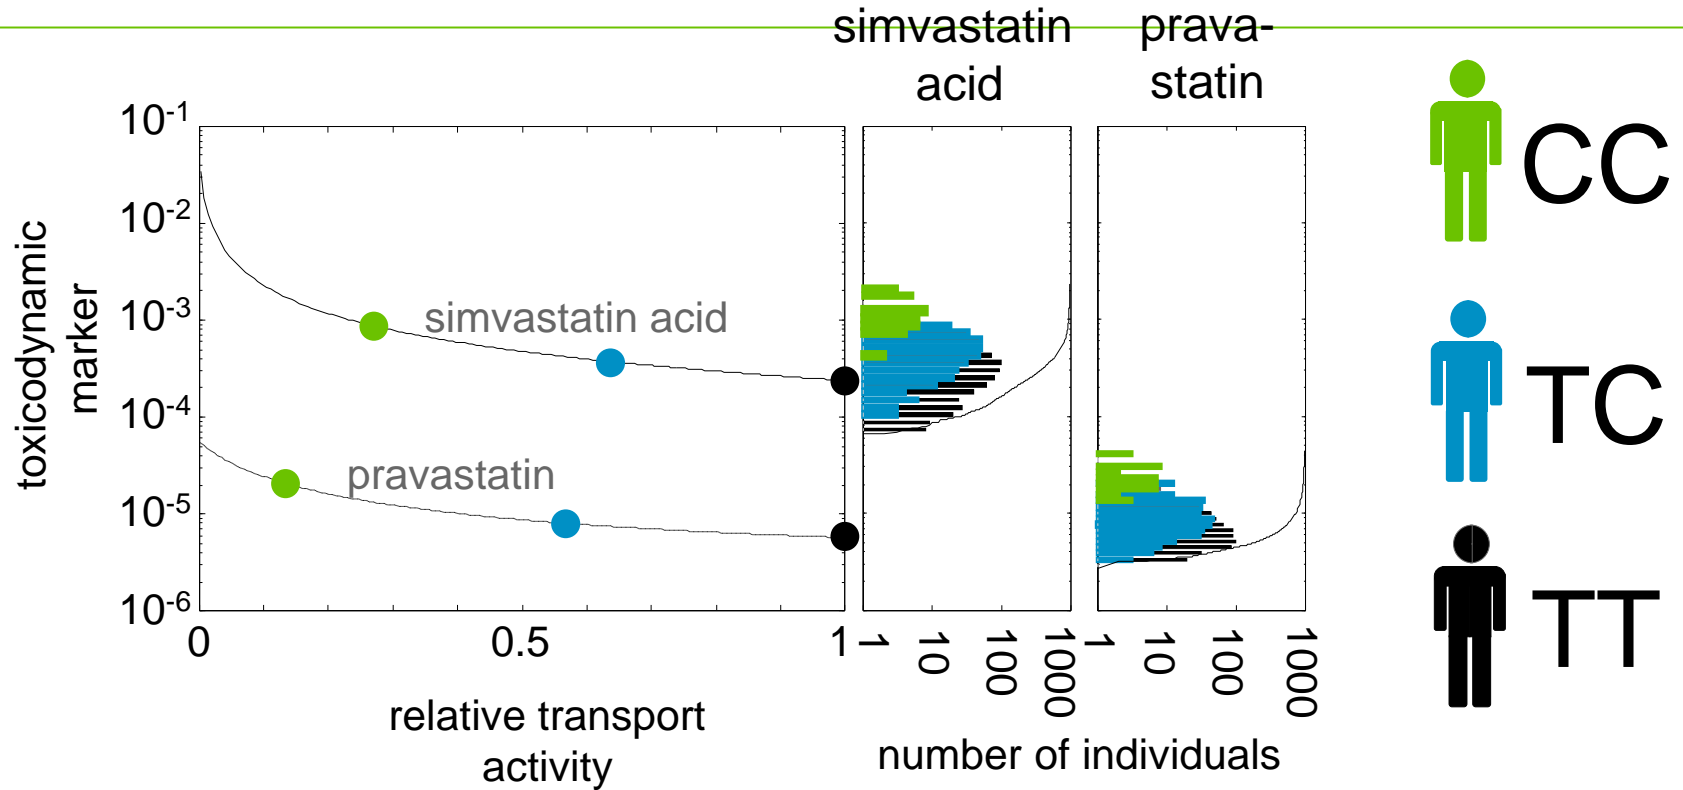 simvastatin
acid
prava-
statin
10-1
10-2
10-3
10-4
10-5
10-6
toxicodynamic
marker
simvastatin acid
pravastatin
0
0.5
1
relative transport
activity
1
10
100
1000
1
10
100
1000
number of individuals
CC
TC
TT